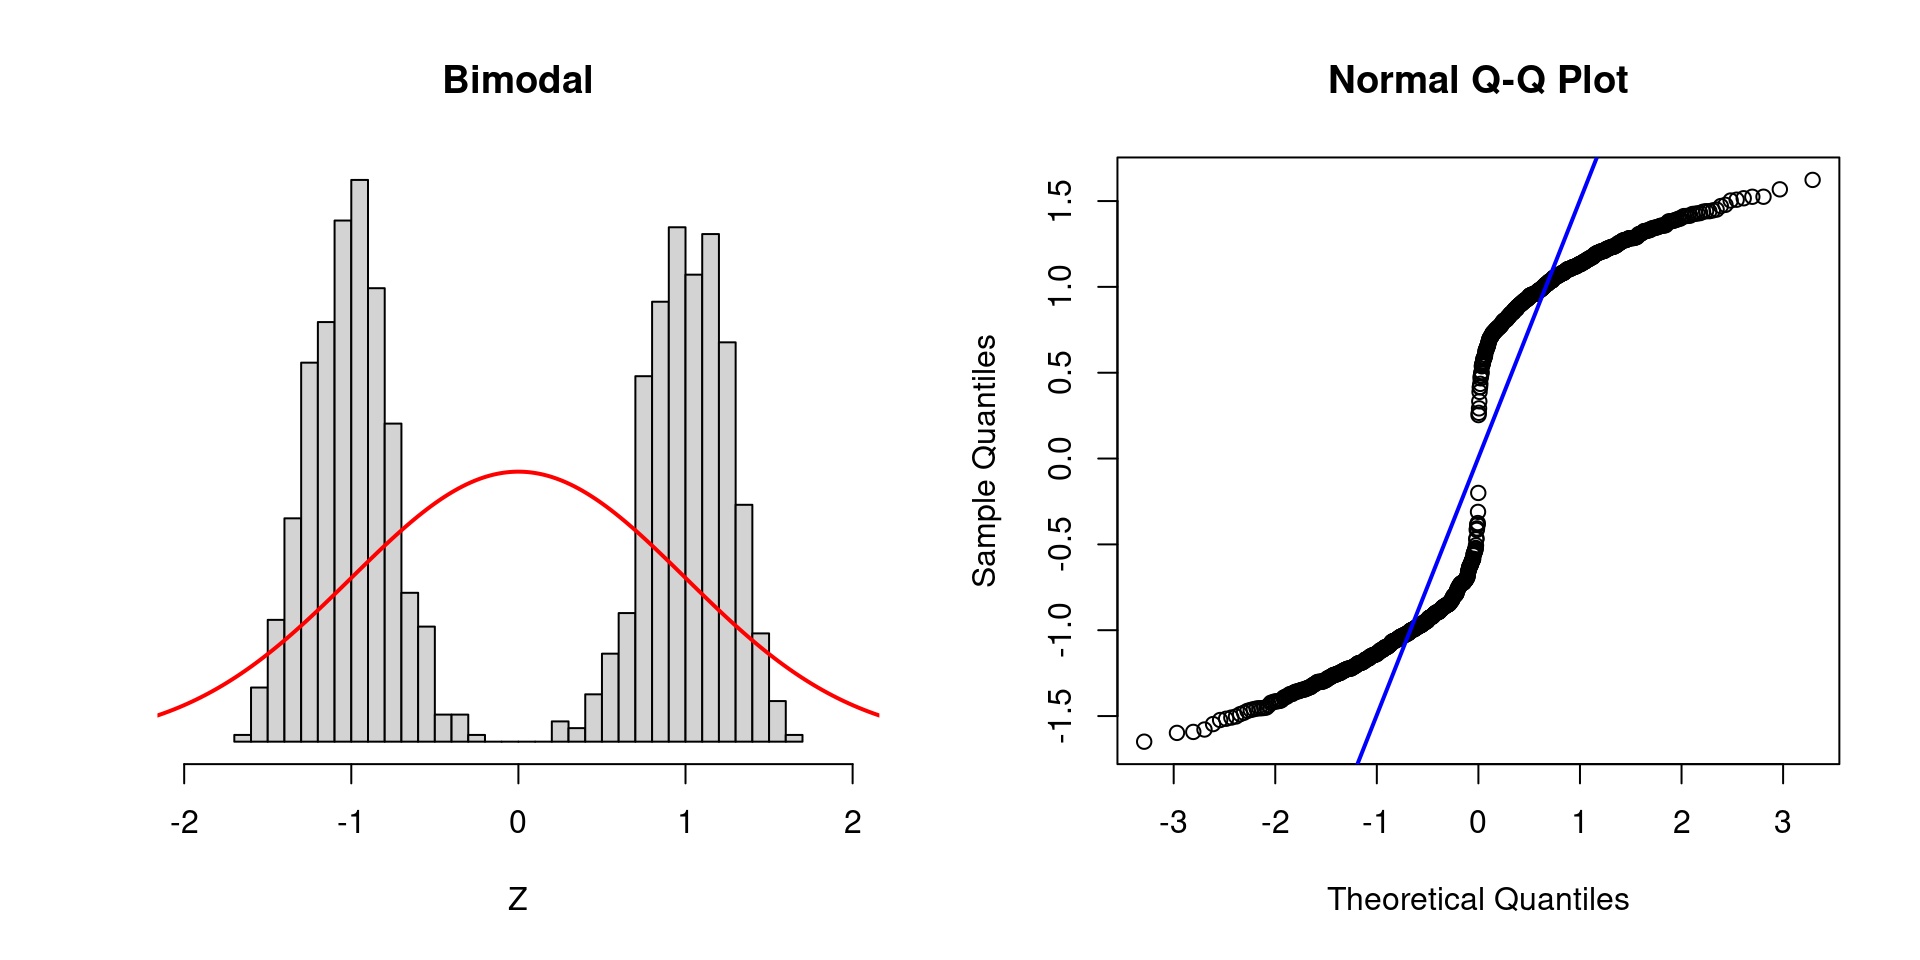 Bimodal
-2 -1 0 1 2
Z
Normal Q-Q Plot
Sample Quantiles
1.5
1.0
0.5
0.0
-0.5
-1.0
-1.5
-3 -2 -1 0 1 2 3
Theoretical Quantiles